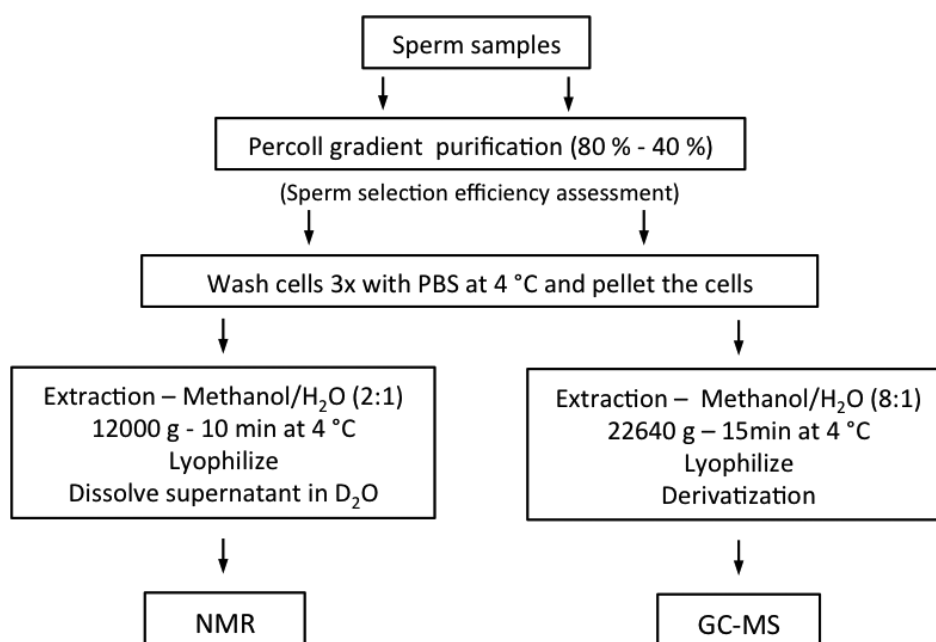 Sperm samples
Percoll gradient purification (80 % - 40 %)
(Sperm selection efficiency assessment)
Wash cells 3x with PBS at 4 °C and pellet the cells
Extraction – Methanol/H₂O (2:1)
12000 g - 10 min at 4 °C
Lyophilize
Dissolve supernatant in D₂O
Extraction – Methanol/H₂O (8:1)
22640 g – 15min at 4 °C
Lyophilize
Derivatization
NMR
GC-MS